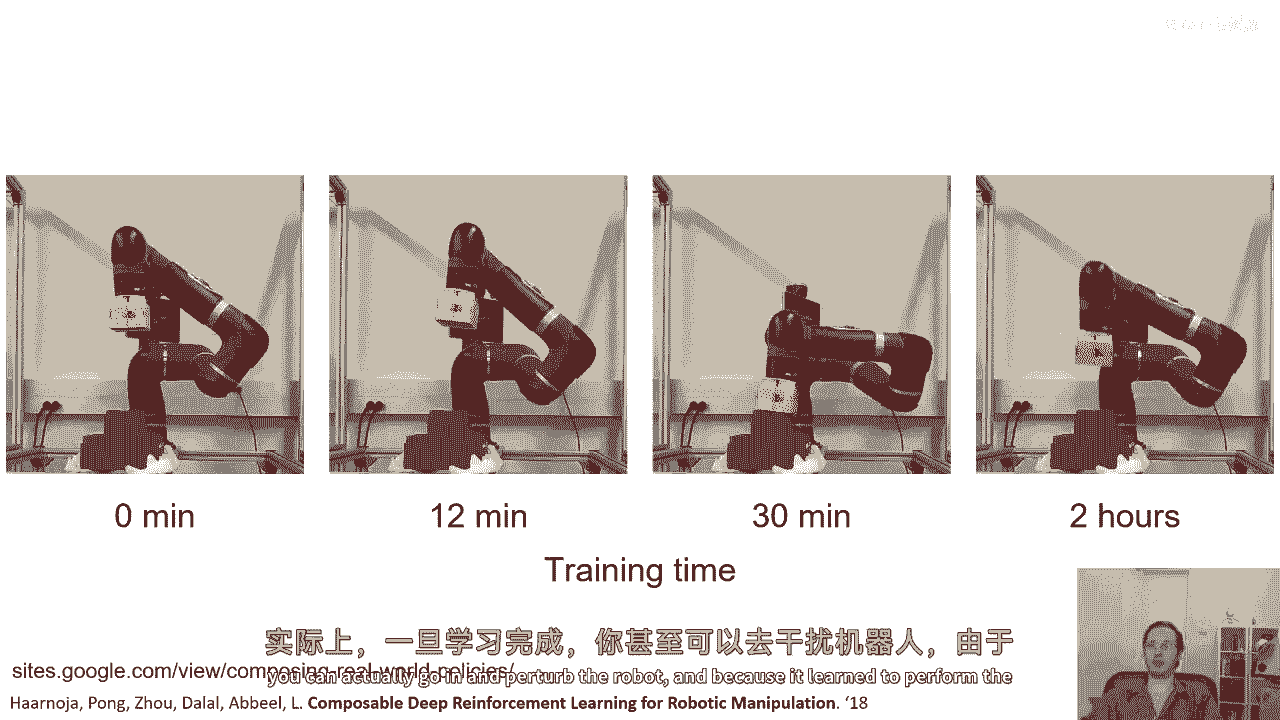 0 min
12 min
30 min
2 hours
Training time
实际上，一旦学习完成，你甚至可以去干扰机器人，由于
sites.google.com/view/composing-real-world-policies/
you can actually go in and perturb the robot, and because it learned to perform the
Haarnoja, Pong, Zhou, Dalal, Abbeel, L. Composable Deep Reinforcement Learning for Robotic Manipulation. ‘18